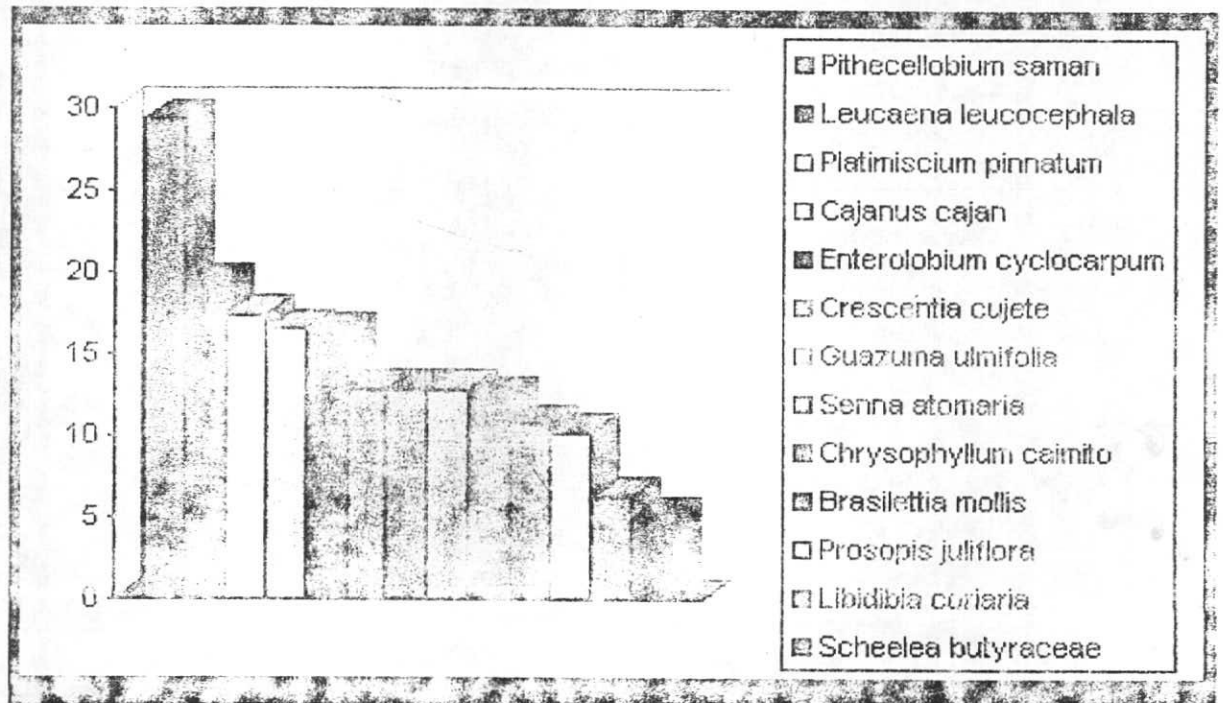 30
25
20
15
10
5
0
Pithecellobium saman
Leucaena leucocephala
Platimiscium pinnatum
Cajanus cajan
Enterolobium cyclocarpum
Crescentia cujete
Guazuma ulmifolia
Senna atomaria
Chrysophyllum caimito
Brasilettia mollis
Prosopis juliflora
Libidibia coriaria
Scheelea butyraceae